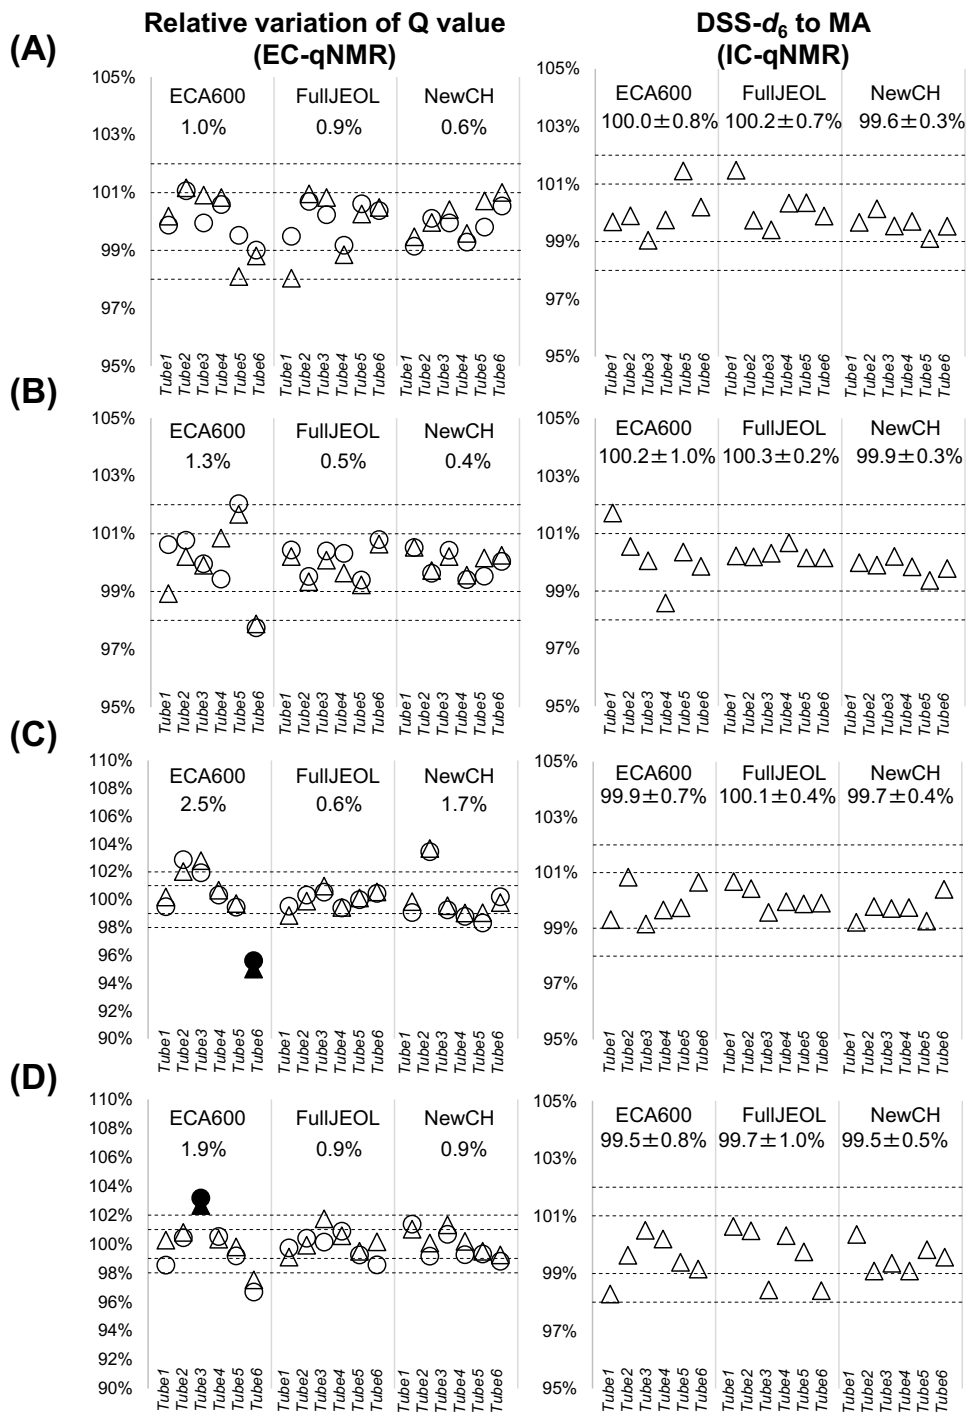 Relative variation of Q value
(EC-qNMR)
DSS-d6 to MA
(IC-qNMR)
(A)
105%
103%
101%
99%
97%
95%
ECA600
1.0%
FullJEOL
0.9%
NewCH
0.6%
Tube1
Tube2
Tube3
Tube4
Tube5
Tube6
Tube1
Tube2
Tube3
Tube4
Tube5
Tube6
Tube1
Tube2
Tube3
Tube4
Tube5
Tube6
105%
103%
101%
99%
97%
95%
ECA600
100.0±0.8%
FullJEOL
100.2±0.7%
NewCH
99.6±0.3%
Tube1
Tube2
Tube3
Tube4
Tube5
Tube6
Tube1
Tube2
Tube3
Tube4
Tube5
Tube6
Tube1
Tube2
Tube3
Tube4
Tube5
Tube6
(B)
105%
103%
101%
99%
97%
95%
ECA600
1.3%
FullJEOL
0.5%
NewCH
0.4%
Tube1
Tube2
Tube3
Tube4
Tube5
Tube6
Tube1
Tube2
Tube3
Tube4
Tube5
Tube6
Tube1
Tube2
Tube3
Tube4
Tube5
Tube6
105%
103%
101%
99%
97%
95%
ECA600
100.2±1.0%
FullJEOL
100.3±0.2%
NewCH
99.9±0.3%
Tube1
Tube2
Tube3
Tube4
Tube5
Tube6
Tube1
Tube2
Tube3
Tube4
Tube5
Tube6
Tube1
Tube2
Tube3
Tube4
Tube5
Tube6
(C)
110%
108%
106%
104%
102%
100%
98%
96%
94%
92%
90%
ECA600
2.5%
FullJEOL
0.6%
NewCH
1.7%
Tube1
Tube2
Tube3
Tube4
Tube5
Tube6
Tube1
Tube2
Tube3
Tube4
Tube5
Tube6
Tube1
Tube2
Tube3
Tube4
Tube5
Tube6
105%
103%
101%
99%
97%
95%
ECA600
99.9±0.7%
FullJEOL
100.1±0.4%
NewCH
99.7±0.4%
Tube1
Tube2
Tube3
Tube4
Tube5
Tube6
Tube1
Tube2
Tube3
Tube4
Tube5
Tube6
Tube1
Tube2
Tube3
Tube4
Tube5
Tube6
(D)
110%
108%
106%
104%
102%
100%
98%
96%
94%
92%
90%
ECA600
1.9%
FullJEOL
0.9%
NewCH
0.9%
Tube1
Tube2
Tube3
Tube4
Tube5
Tube6
Tube1
Tube2
Tube3
Tube4
Tube5
Tube6
Tube1
Tube2
Tube3
Tube4
Tube5
Tube6
105%
103%
101%
99%
97%
95%
ECA600
99.5±0.8%
FullJEOL
99.7±1.0%
NewCH
99.5±0.5%
Tube1
Tube2
Tube3
Tube4
Tube5
Tube6
Tube1
Tube2
Tube3
Tube4
Tube5
Tube6
Tube1
Tube2
Tube3
Tube4
Tube5
Tube6